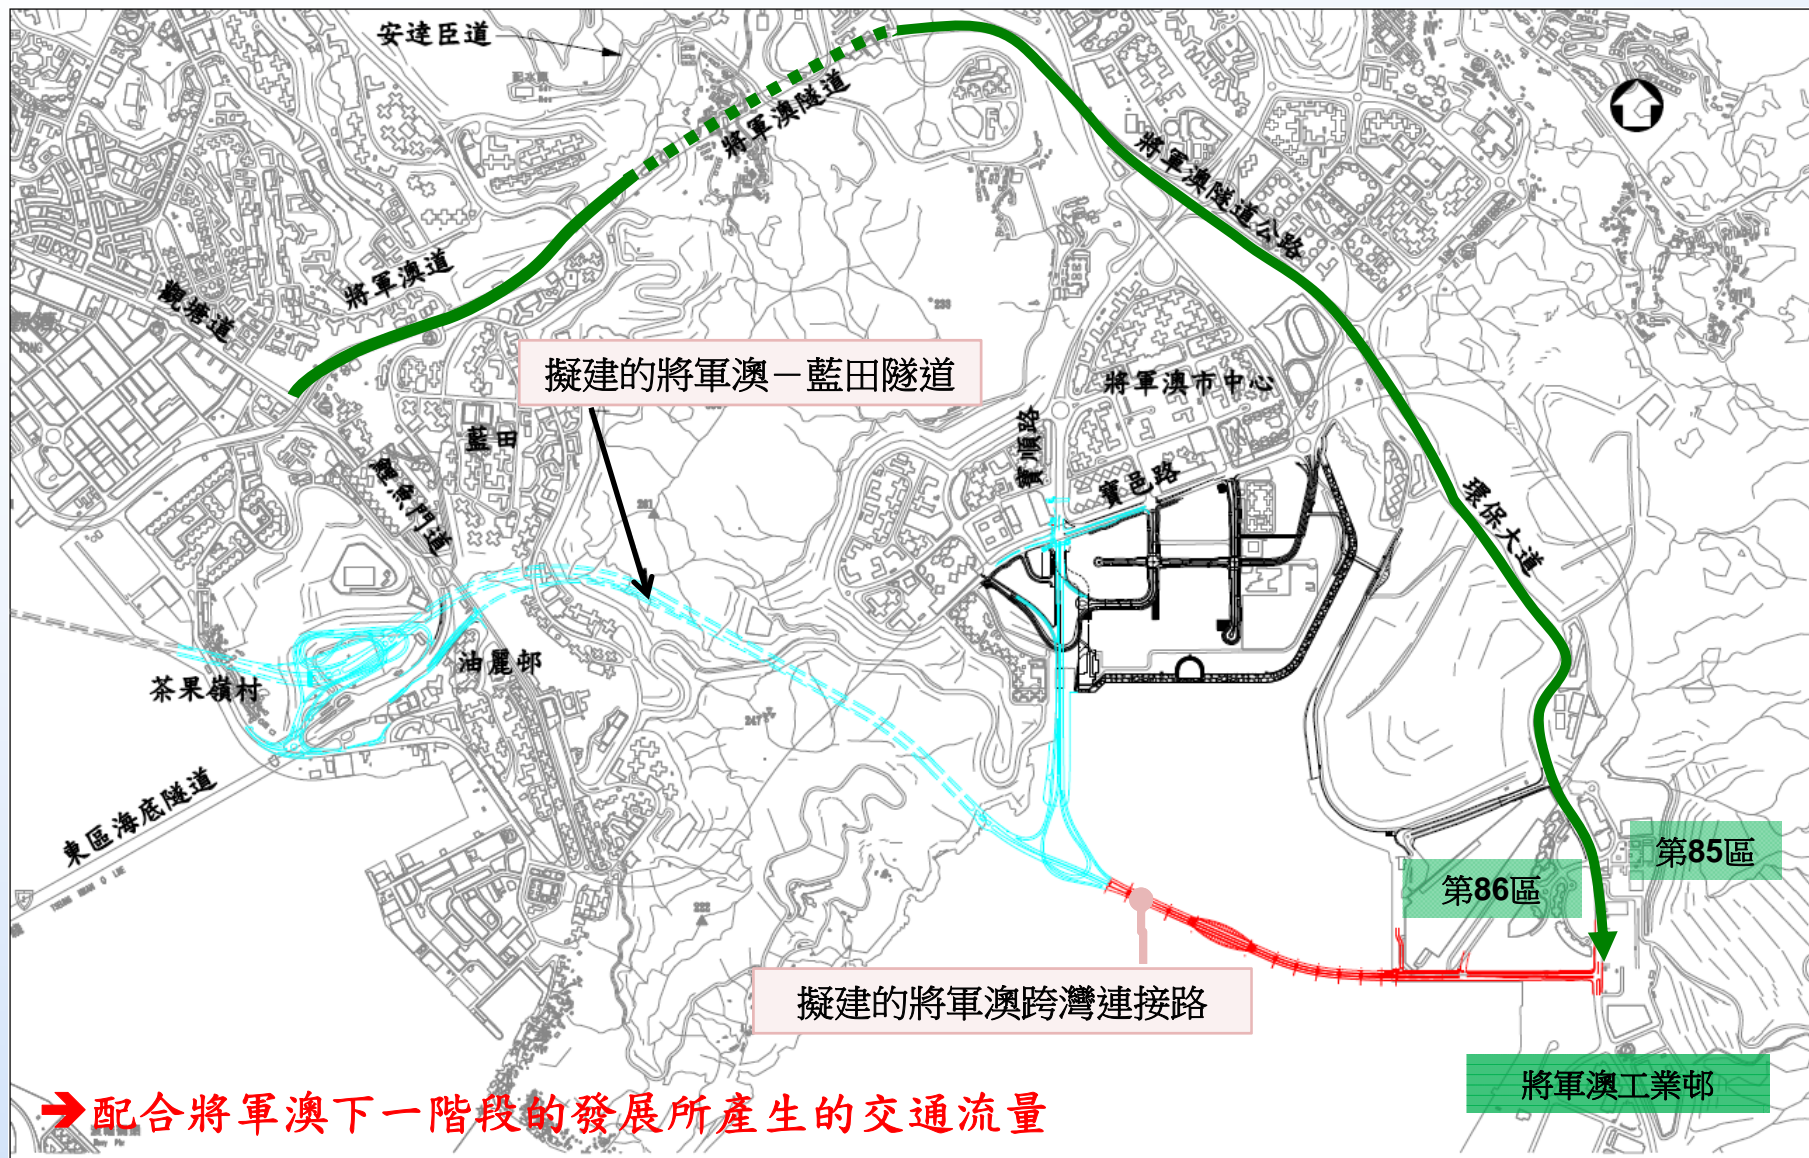 安達臣道
將軍澳隧道
將軍澳隧道公路
將軍澳道
觀塘道
擬建的將軍澳－藍田隧道
將軍澳市中心
藍田
寶順路
寶邑路
鯉魚門道
環保大道
油麗邨
茶果嶺村
東區海底隧道
第85區
第86區
擬建的將軍澳跨灣連接路
將軍澳工業邨
配合將軍澳下一階段的發展所產生的交通流量